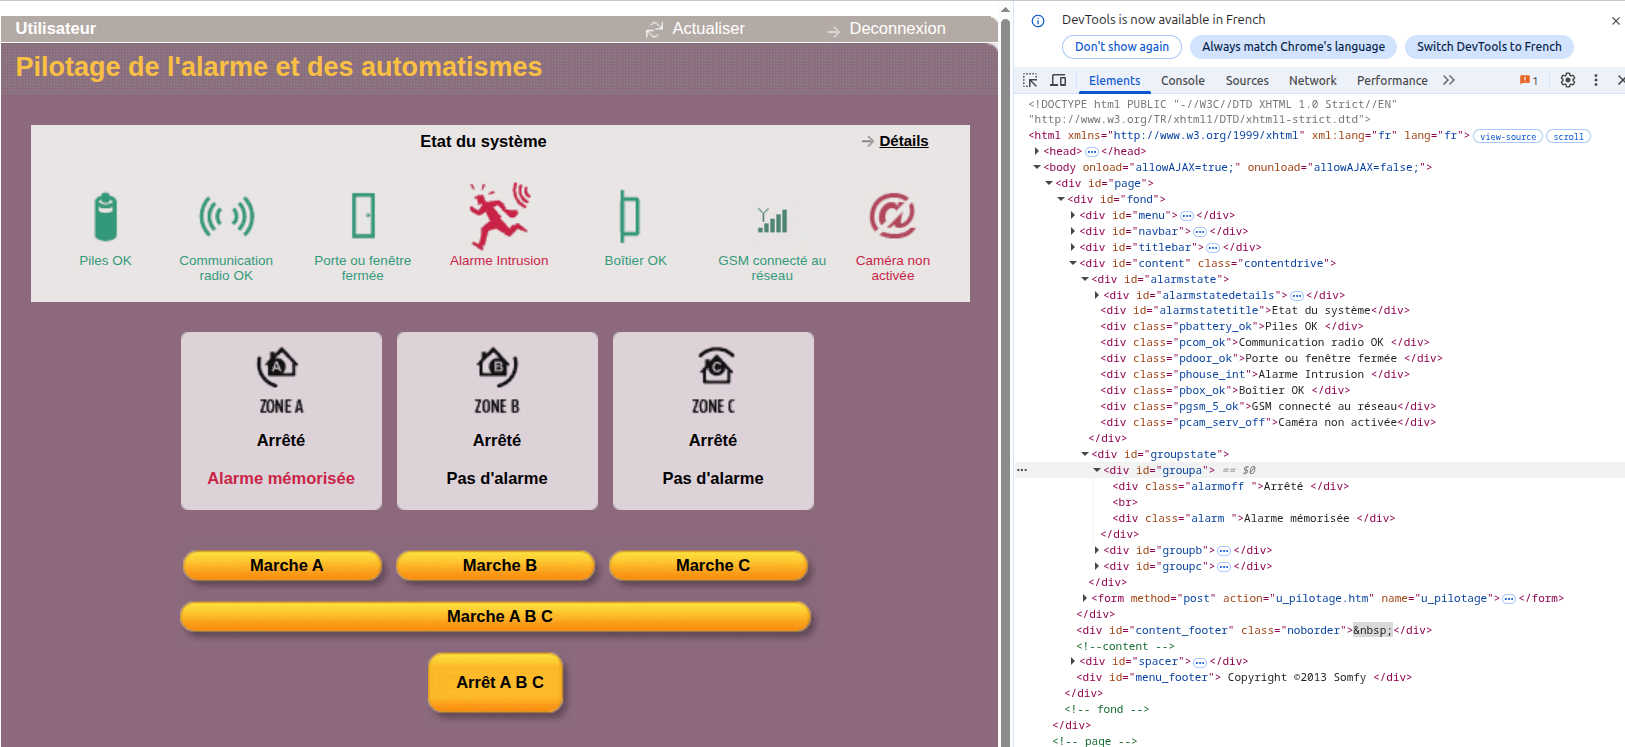 Utilisateur
Actualiser
Deconnexion
Pilotage de l'alarme et des automatismes
Etat du système
Détails
Piles OK
Communication
radio OK
Porte ou fenêtre
fermée
Alarme Intrusion
Boîtier OK
GSM connecté au
réseau
Caméra non
activée
A
ZONE A
Arrêté
Alarme mémorisée
B
ZONE B
Arrêté
Pas d'alarme
C
ZONE C
Arrêté
Pas d'alarme
Marche A
Marche B
Marche C
Marche A B C
Arrêt A B C
DevTools is now available in French
Don't show again
Always match Chrome's language
Switch DevTools to French
Elements
Console
Sources
Network
Performance
1
<!DOCTYPE html PUBLIC "-//W3C//DTD XHTML 1.0 Strict//EN"
"http://www.w3.org/TR/xhtml1/DTD/xhtml1-strict.dtd">
<html xmlns="http://www.w3.org/1999/xhtml" xml:lang="fr" lang="fr"> view-source scroll
<head> ... </head>
<body onload="allowAJAX=true;" onunload="allowAJAX=false;">
<div id="page">
<div id="fond">
<div id="menu"> ... </div>
<div id="navbar"> ... </div>
<div id="titlebar"> ... </div>
<div id="content" class="contentdrive">
<div id="alarmstate">
<div id="alarmstatedetails"> ... </div>
<div id="alarmstatetitle">Etat du système</div>
<div class="pbattery_ok">Piles OK </div>
<div class="pcom_ok">Communication radio OK </div>
<div class="pdoor_ok">Porte ou fenêtre fermée </div>
<div class="phouse_int">Alarme Intrusion </div>
<div class="pbox_ok">Boîtier OK </div>
<div class="pgsm_5_ok">GSM connecté au réseau</div>
<div class="pcam_serv_off">Caméra non activée</div>
</div>
<div id="groupstate">
... <div id="groupa"> == $0
<div class="alarmoff ">Arrêté </div>
<br>
<div class="alarm ">Alarme mémorisée </div>
</div>
<div id="groupb"> ... </div>
<div id="groupc"> ... </div>
</div>
<form method="post" action="u_pilotage.htm" name="u_pilotage"> ... </form>
</div>
<div id="content_footer" class="noborder">&nbsp;</div>
<!--content -->
<div id="spacer"> ... </div>
<div id="menu_footer"> Copyright ©2013 Somfy </div>
</div>
<!-- fond -->
</div>
<!-- page -->